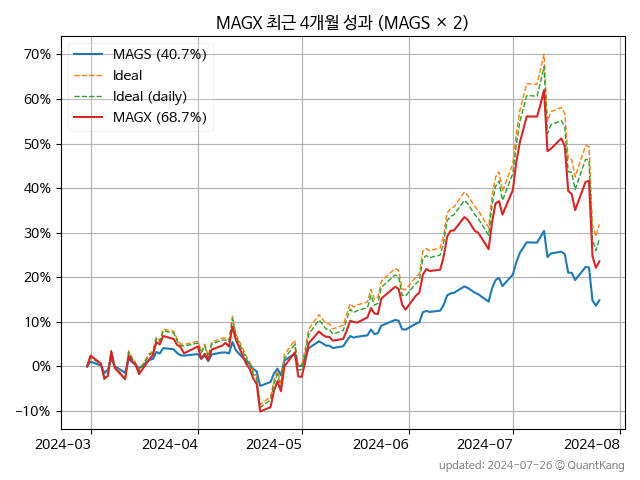 MAGX 최근 4개월 성과 (MAGS × 2)
MAGS (40.7%)
Ideal
Ideal (daily)
MAGX (68.7%)
70%
60%
50%
40%
30%
20%
10%
0%
−10%
2024-03
2024-04
2024-05
2024-06
2024-07
2024-08
updated: 2024-07-26 © QuantKang